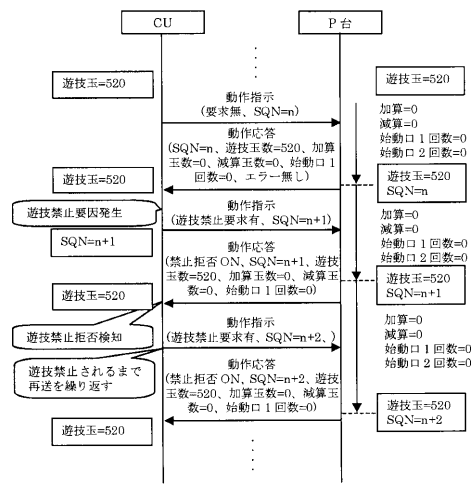 CU
P台
遊技玉=520
遊技玉=520
動作指示
(要求無、SQN=n)
加算=0
減算=0
始動口1回数=0
始動口2回数=0
動作応答
(SQN=n、遊技玉数=520、加算
玉数=0、減算玉数=0、始動口1
回数=0、エラー無し)
遊技玉=520
遊技玉=520
SQN=n
遊技禁止要因発生
動作指示
(遊技禁止要求有、SQN=n+1)
加算=0
減算=0
始動口1回数=0
始動口2回数=0
SQN=n+1
動作応答
(禁止拒否ON、SQN=n+1、遊技
玉数=520、加算玉数=0、減算玉
数=0、始動口1回数=0)
遊技玉=520
遊技玉=520
SQN=n+1
遊技禁止拒否検知
動作指示
(遊技禁止要求有、SQN=n+2、)
加算=0
減算=0
始動口1回数=0
始動口2回数=0
遊技禁止されるまで
再送を繰り返す
動作応答
(禁止拒否ON、SQN=n+2、遊技
玉数=520、加算玉数=0、減算玉
数=0、始動口1回数=0)
遊技玉=520
遊技玉=520
SQN=n+2